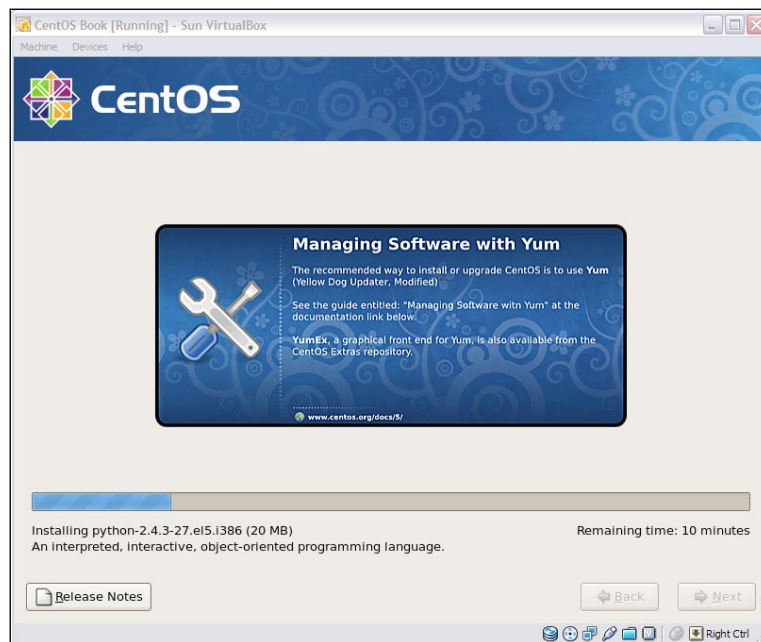 CentOS Book [Running] - Sun VirtualBox
Machine Devices Help
CentOS
Managing Software with Yum
The recommended way to install or upgrade CentOS is to use Yum
(Yellow Dog Updater, Modified)
See the guide entitled: "Managing Software witn Yum" at the
documentation link below.
YumEx, a graphical front end for Yum, is also available from the
CentOS Extras repository.
www.centos.org/docs/5/
Installing python-2.4.3-27.el5.i386 (20 MB)
Remaining time: 10 minutes
An interpreted, interactive, object-oriented programming language.
Release Notes
Back
Next
Right Ctrl